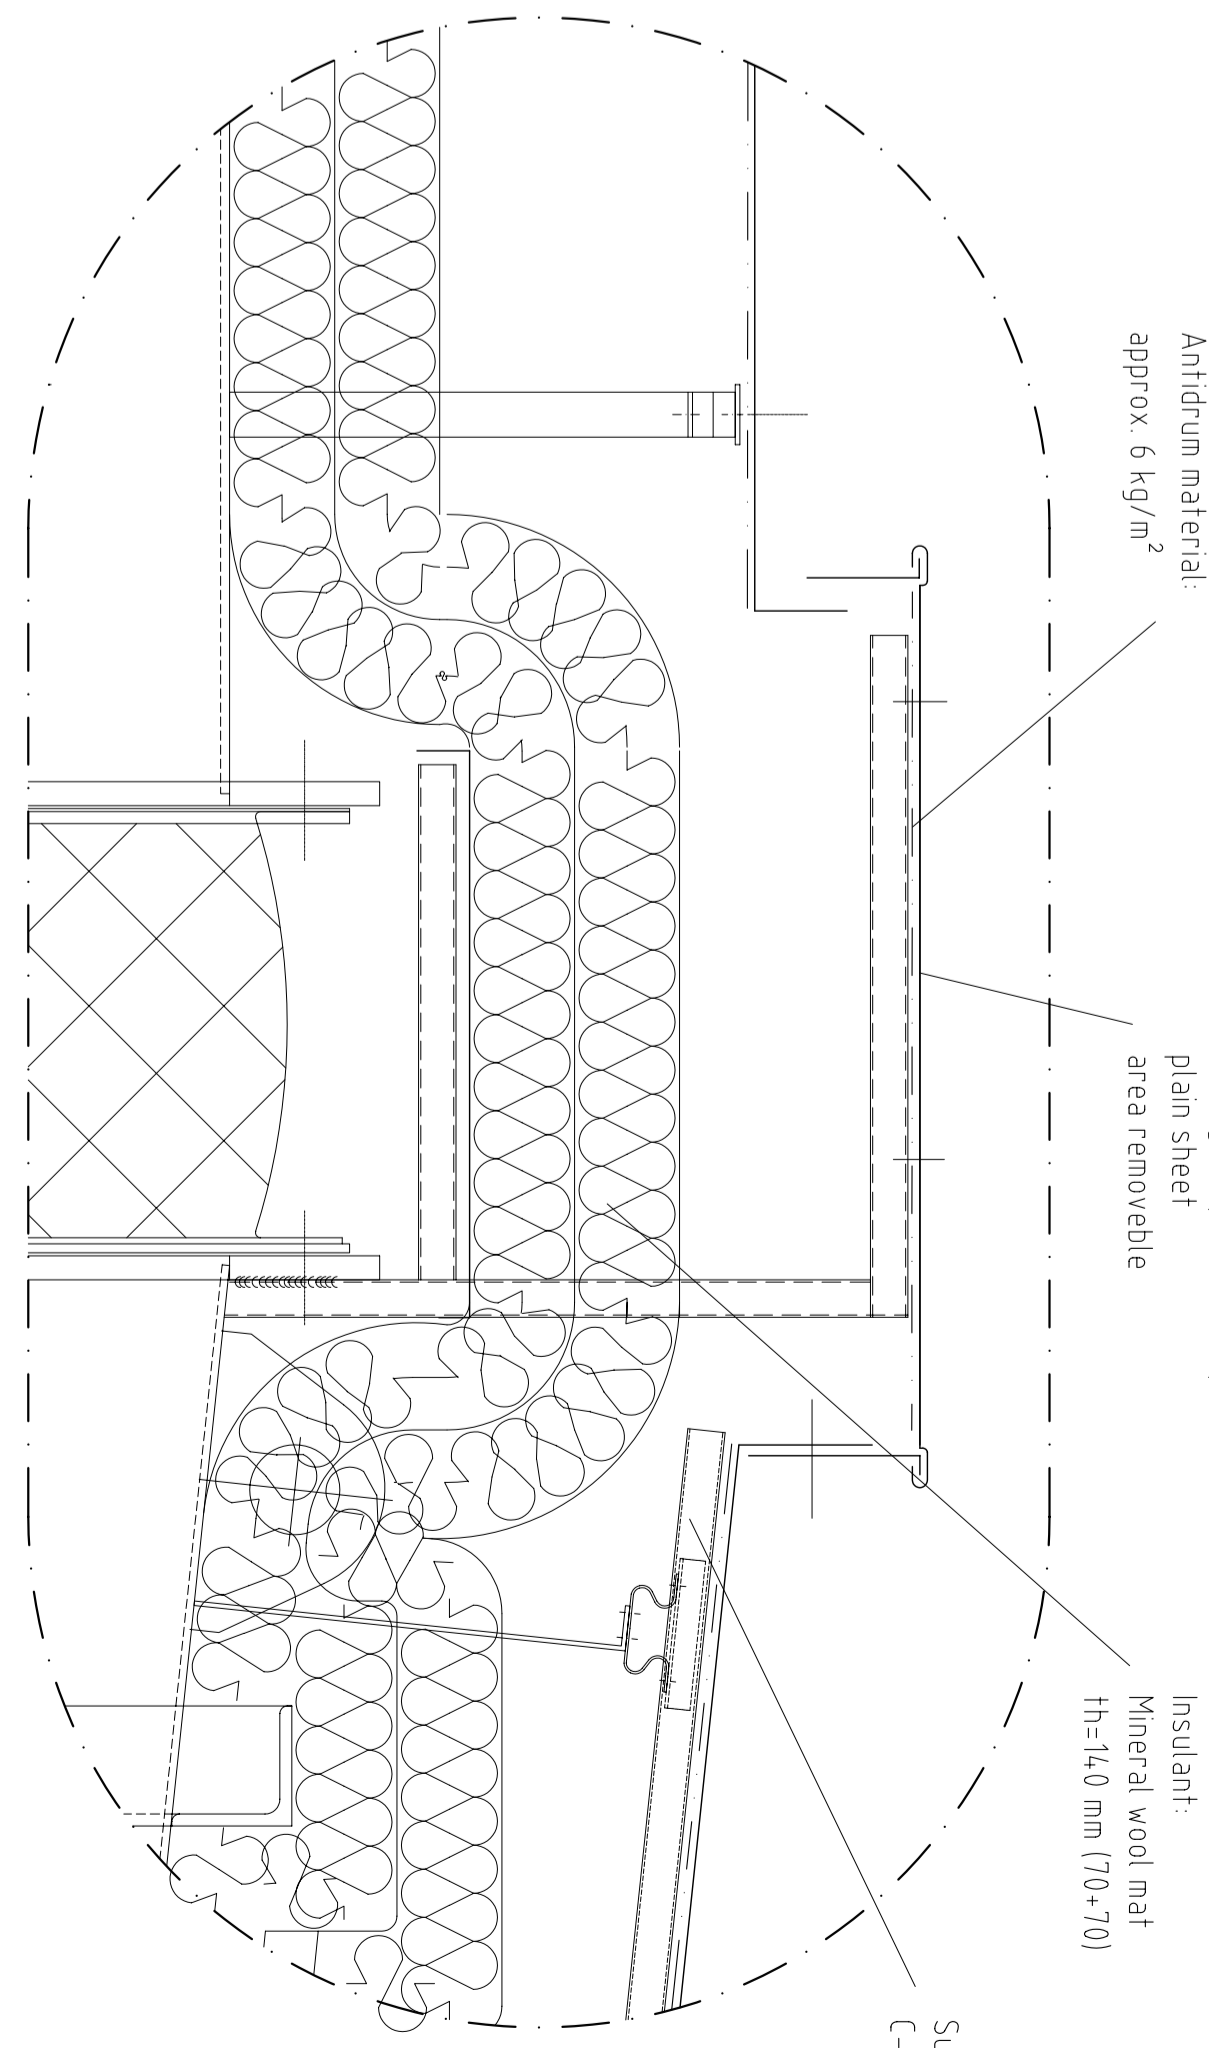 Antidrum material:
approx. 6 kg/m²
plain sheet
area removeble
Insulant:
Mineral wool mat
th=140 mm (70+70)